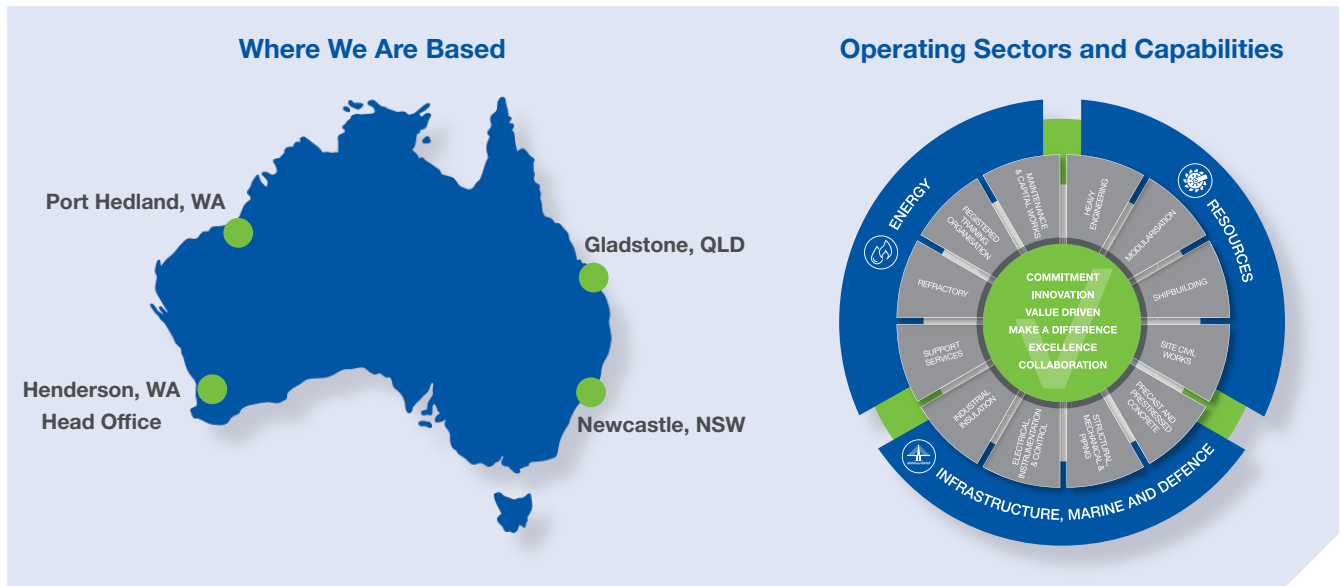 Where We Are Based
Port Hedland, WA
Gladstone, QLD
Henderson, WA
Head Office
Newcastle, NSW
Operating Sectors and Capabilities
ENERGY
RESOURCES
INFRASTRUCTURE, MARINE AND DEFENCE
MAINTENANCE
& CAPITAL WORKS
HEAVY
ENGINEERING
MODULARISATION
SHIPBUILDING
SITE CIVIL
WORKS
PRECAST AND
PRESTRESSED
CONCRETE
STRUCTURAL,
MECHANICAL &
PIPING
ELECTRICAL,
INSTRUMENTATION
& CONTROL
INDUSTRIAL
INSULATION
SUPPORT
SERVICES
REFRACTORY
REGISTERED
TRAINING
ORGANISATION
COMMITMENT
INNOVATION
VALUE DRIVEN
MAKE A DIFFERENCE
EXCELLENCE
COLLABORATION